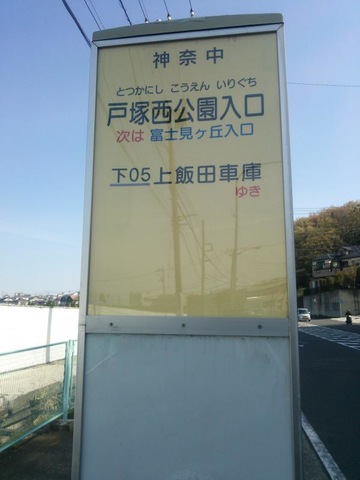 神奈中
とつかにし こうえん いりぐち
戸塚西公園入口
次は 富士見ヶ丘入口
下05上飯田車庫
ゆき